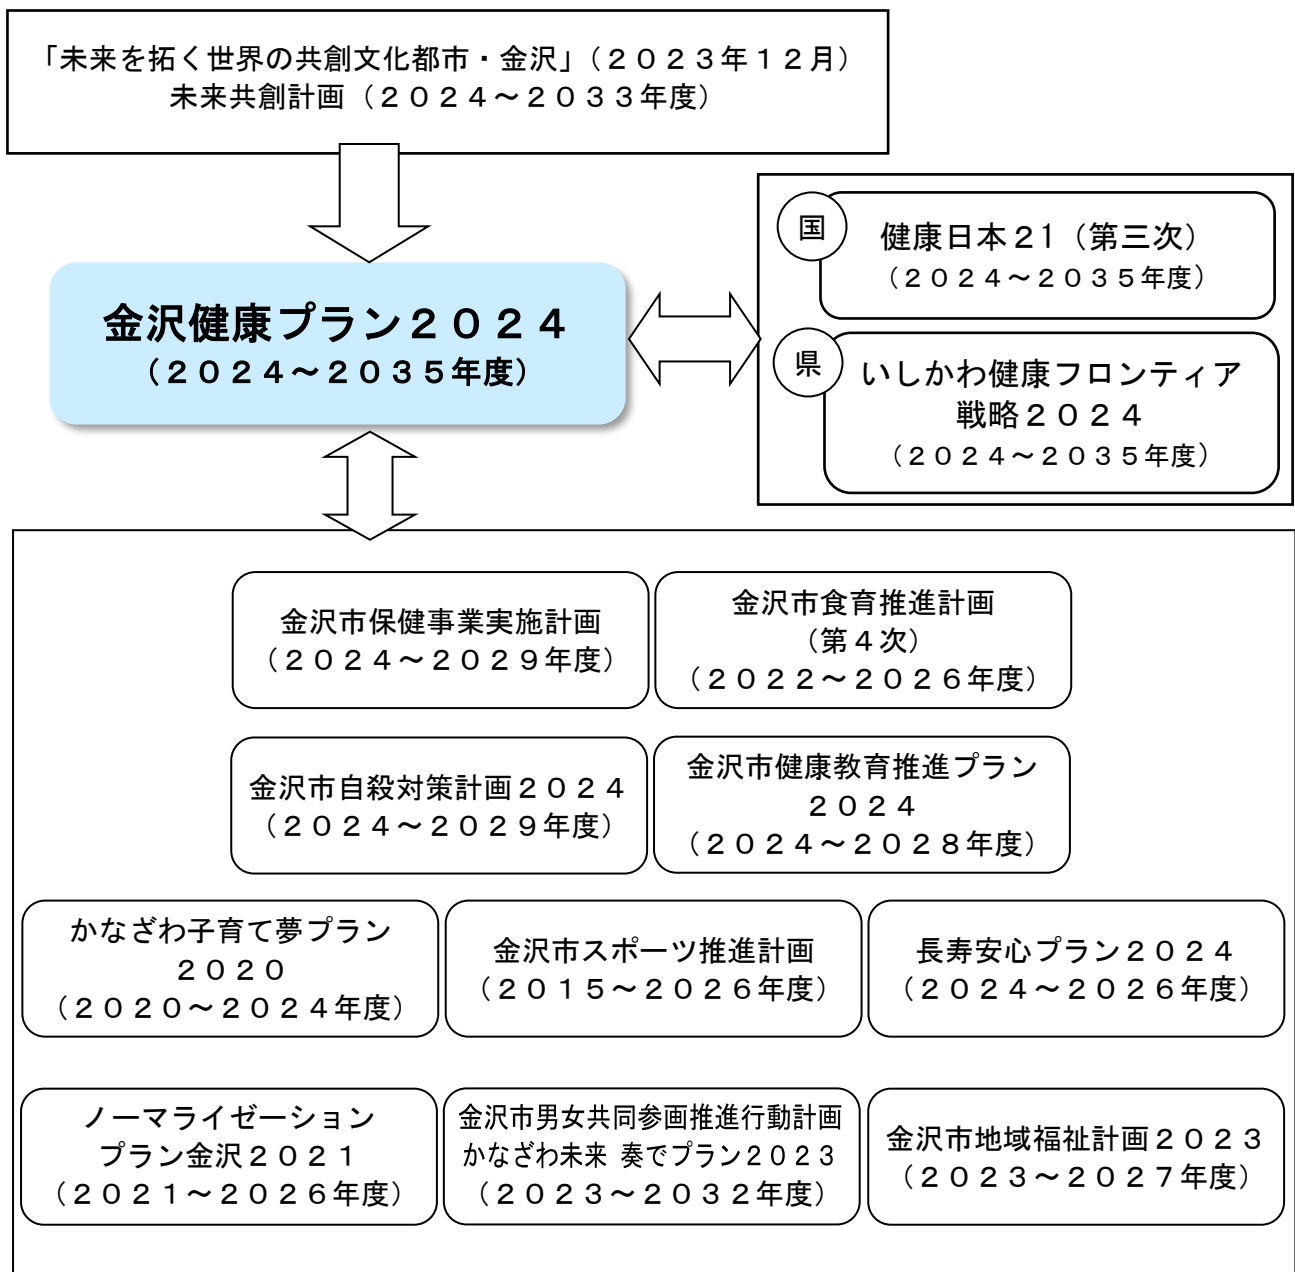 「未来を拓く世界の共創文化都市・金沢」（２０２３年１２月）
未来共創計画（２０２４～２０３３年度）
金沢健康プラン２０２４
（２０２４～２０３５年度）
国
健康日本２１（第三次）
（２０２４～２０３５年度）
県
いしかわ健康フロンティア
戦略２０２４
（２０２４～２０３５年度）
金沢市保健事業実施計画
（２０２４～２０２９年度）
金沢市食育推進計画
（第４次）
（２０２２～２０２６年度）
金沢市自殺対策計画２０２４
（２０２４～２０２９年度）
金沢市健康教育推進プラン
２０２４
（２０２４～２０２８年度）
かなざわ子育て夢プラン
２０２０
（２０２０～２０２４年度）
金沢市スポーツ推進計画
（２０１５～２０２６年度）
長寿安心プラン２０２４
（２０２４～２０２６年度）
ノーマライゼーション
プラン金沢２０２１
（２０２１～２０２６年度）
金沢市男女共同参画推進行動計画
かなざわ未来 奏でプラン２０２３
（２０２３～２０３２年度）
金沢市地域福祉計画２０２３
（２０２３～２０２７年度）